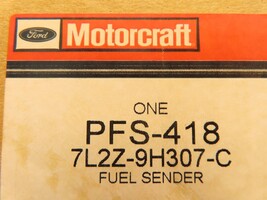 Ford Motorcraft
ONE
PFS-418
7L2Z-9H307-C
FUEL SENDER